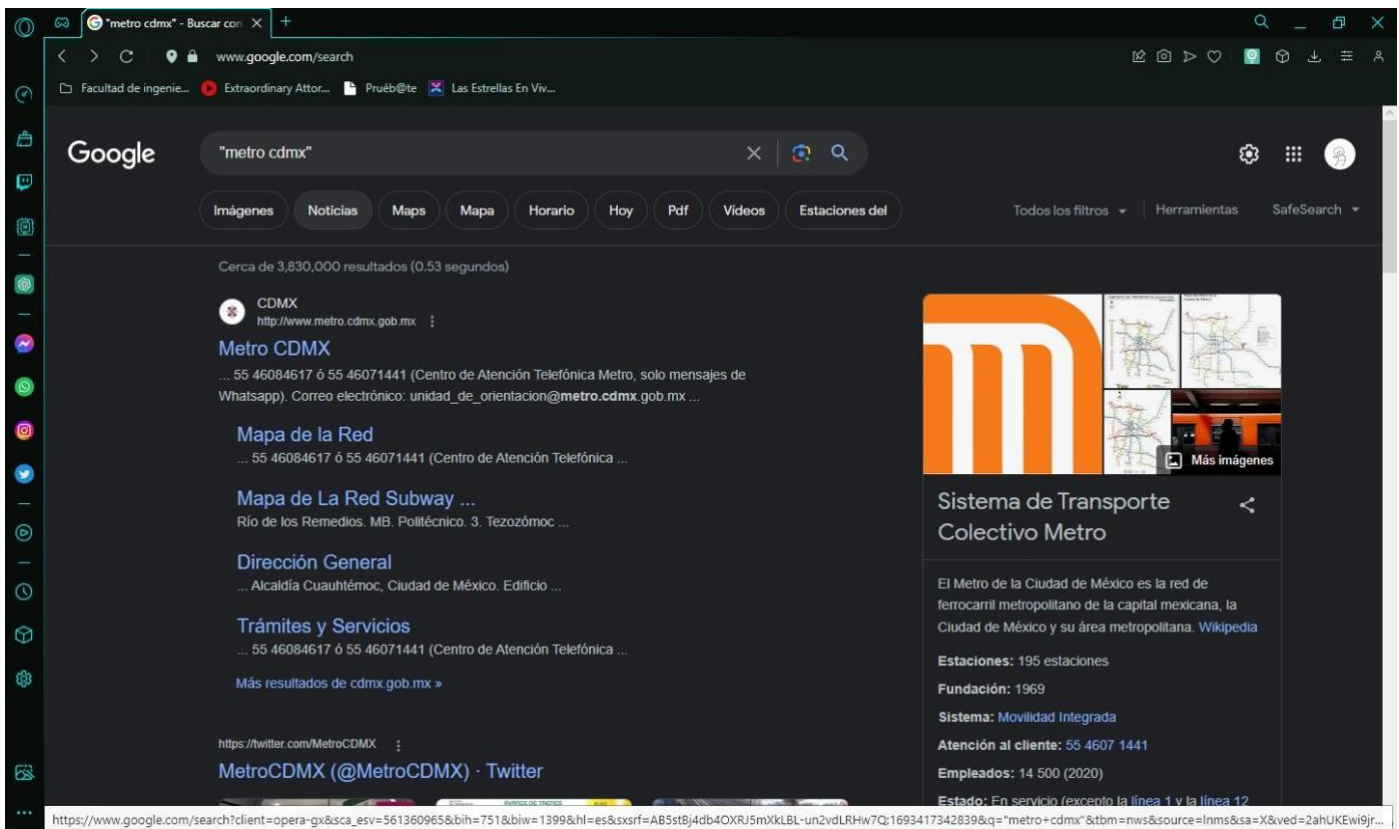 "metro cdmx" - Buscar con
www.google.com/search
Facultad de ingenie... Extraordinary Attor... Pruéb@te Las Estrellas En Viv...
Google "metro cdmx"
Imágenes Noticias Maps Mapa Horario Hoy Pdf Vídeos Estaciones del Todos los filtros Herramientas SafeSearch
Cerca de 3,830,000 resultados (0.53 segundos)
CDMX
http://www.metro.cdmx.gob.mx
Metro CDMX
... 55 46084617 ó 55 46071441 (Centro de Atención Telefónica Metro, solo mensajes de
Whatsapp). Correo electrónico: unidad_de_orientacion@metro.cdmx.gob.mx ...
Mapa de la Red
... 55 46084617 ó 55 46071441 (Centro de Atención Telefónica ...
Mapa de La Red Subway ...
Río de los Remedios. MB. Politécnico. 3. Tezozómoc ...
Dirección General
... Alcaldía Cuauhtémoc, Ciudad de México. Edificio ...
Trámites y Servicios
... 55 46084617 ó 55 46071441 (Centro de Atención Telefónica ...
Más resultados de cdmx.gob.mx »
https://twitter.com/MetroCDMX
MetroCDMX (@MetroCDMX) · Twitter
Más imágenes
Sistema de Transporte
Colectivo Metro
El Metro de la Ciudad de México es la red de
ferrocarril metropolitano de la capital mexicana, la
Ciudad de México y su área metropolitana. Wikipedia
Estaciones: 195 estaciones
Fundación: 1969
Sistema: Movilidad Integrada
Atención al cliente: 55 4607 1441
Empleados: 14 500 (2020)
Estado: En servicio (excepto la línea 1 y la línea 12
https://www.google.com/search?client=opera-gx&sca_esv=561360965&bih=751&biw=1399&hl=es&sxsrf=AB5stBj4db4OXRJ5mXkLBL-un2vdLRHw7Q:1693417342839&q="metro+cdmx"&tbm=nws&source=lnms&sa=X&ved=2ahUKEwi9jr...